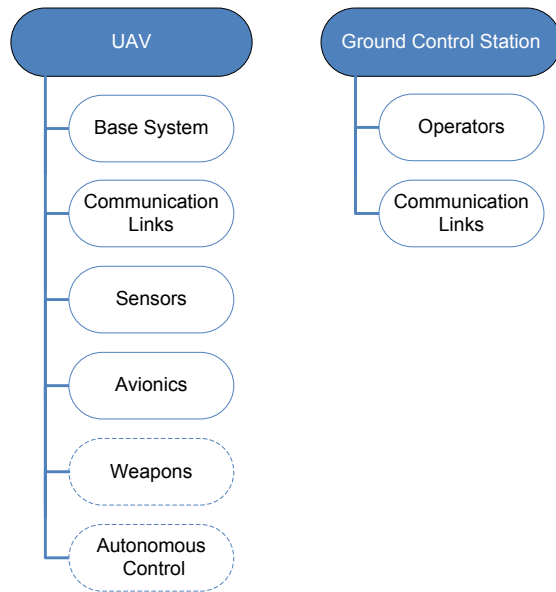 UAV
Base System
Communication
Links
Sensors
Avionics
Weapons
Autonomous
Control
Ground Control Station
Operators
Communication
Links